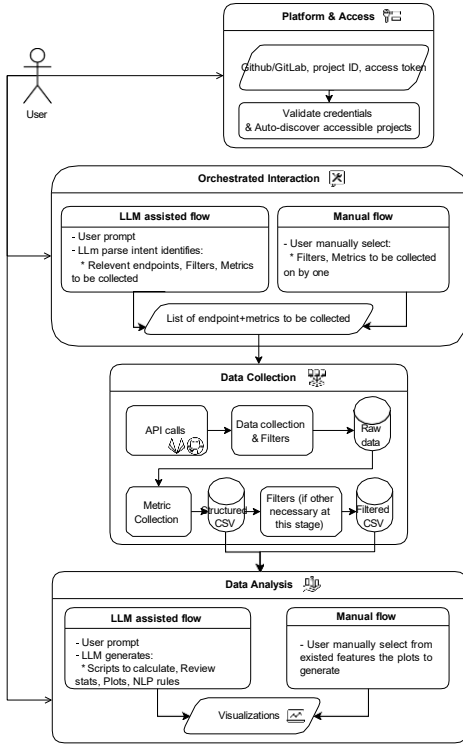 Platform & Access
Github/GitLab, project ID, access token
Validate credentials
& Auto-discover accessible projects
User
Orchestrated Interaction
LLM assisted flow
- User prompt
- LLm parse intent identifies:
* Relevent endpoints, Filters, Metrics
to be collected
Manual flow
- User manually select:
* Filters, Metrics to be collected
on by one
List of endpoint+metrics to be collected
Data Collection
API calls
Data collection
& Filters
Raw
data
Metric
Collection
Structured
CSV
Filters (if other
necessary at
this stage)
Filtered
CSV
Data Analysis
LLM assisted flow
- User prompt
- LLM generates:
*Scripts to calculate, Review
stats, Plots, NLP rules
Manual flow
- User manually select from
existed features the plots to
generate
Visualizations